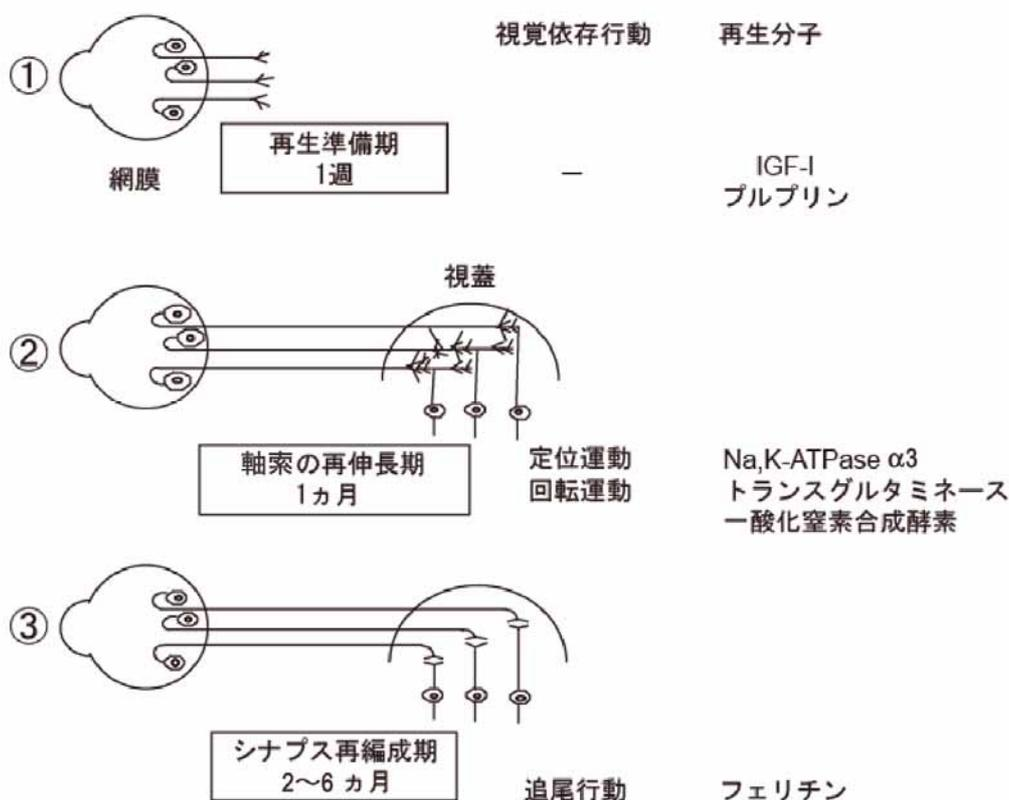 視覚依存行動 再生分子
①
再生準備期
1週
網膜
−
IGF-I
プルプリン
視蓋
②
軸索の再伸長期
1ヵ月
定位運動
回転運動
Na,K-ATPase α3
トランスグルタミネース
一酸化窒素合成酵素
③
シナプス再編成期
2〜6 ヵ月
追尾行動
フェリチン